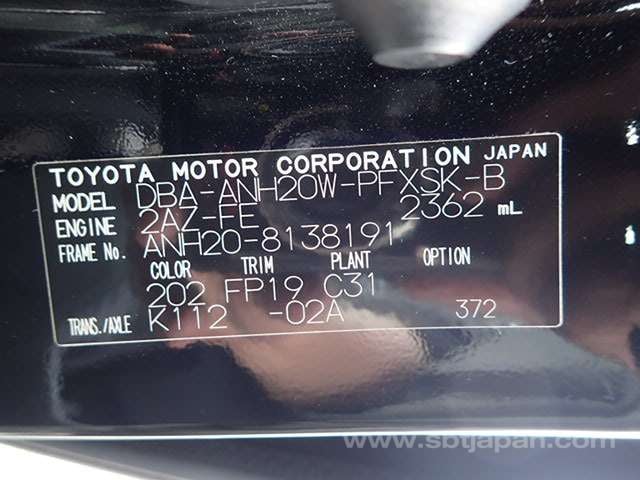 TOYOTA MOTOR CORPORATION JAPAN
MODEL DBA-ANH20W-PFXSK-B
ENGINE 2AZ-FE 2362 mL
FRAME No. ANH20-8138191
COLOR TRIM PLANT OPTION
202 FP19 C31
TRANS./AXLE K112 -02A 372
www.sbtjapan.com